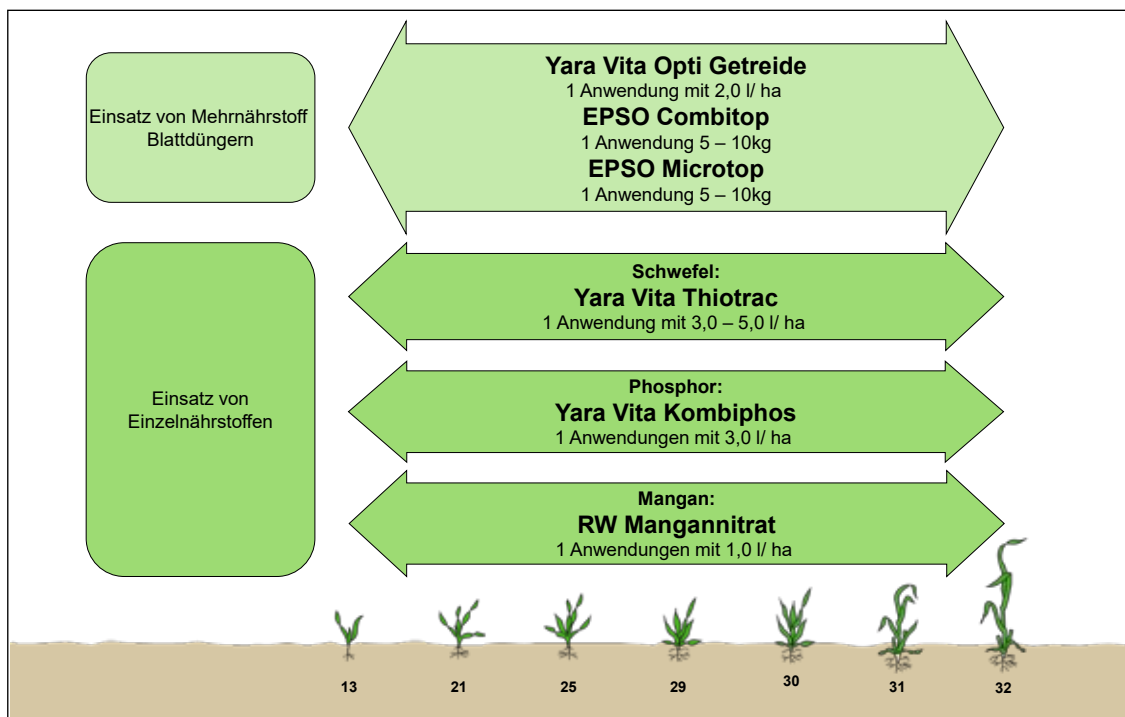 Einsatz von Mehrnährstoff
Blattdüngern
Yara Vita Opti Getreide
1 Anwendung mit 2,0 l/ ha
EPSO Combitop
1 Anwendung 5 – 10kg
EPSO Microtop
1 Anwendung 5 – 10kg
Einsatz von
Einzelnährstoffen
Schwefel:
Yara Vita Thiotrac
1 Anwendung mit 3,0 – 5,0 l/ ha
Phosphor:
Yara Vita Kombiphos
1 Anwendungen mit 3,0 l/ ha
Mangan:
RW Mangannitrat
1 Anwendungen mit 1,0 l/ ha
13 21 25 29 30 31 32